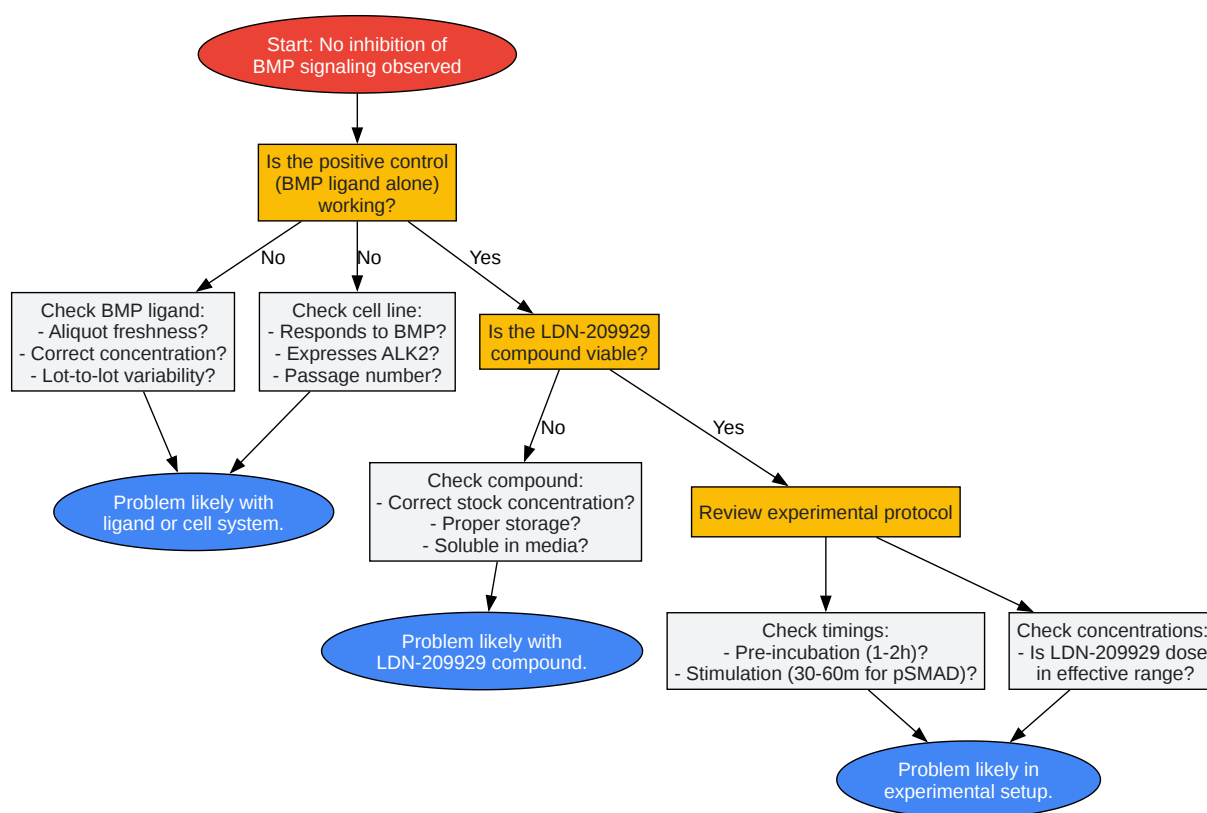 Start: No inhibition of
BMP signaling observed
Is the positive control
(BMP ligand alone)
working?
No
No
Yes
Check BMP ligand:
- Aliquot freshness?
- Correct concentration?
- Lot-to-lot variability?
Check cell line:
- Responds to BMP?
- Expresses ALK2?
- Passage number?
Is the LDN-209929
compound viable?
No
Yes
Problem likely with
ligand or cell system.
Check compound:
- Correct stock concentration?
- Proper storage?
- Soluble in media?
Review experimental protocol
Problem likely with
LDN-209929 compound.
Check timings:
- Pre-incubation (1-2h)?
- Stimulation (30-60m for pSMAD)?
Check concentrations:
- Is LDN-209929 dose
in effective range?
Problem likely in
experimental setup.